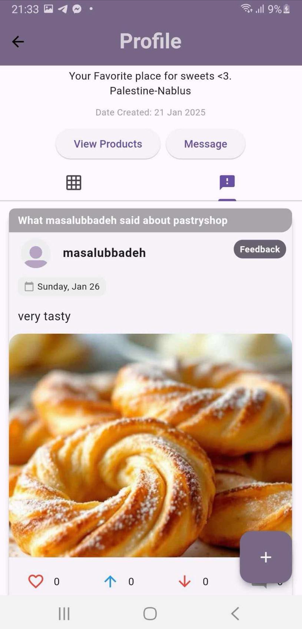 21:33
9%
Profile
Your Favorite place for sweets <3.
Palestine-Nablus
Date Created: 21 Jan 2025
View Products
Message
What masalubbadeh said about pastryshop
masalubbadeh
Feedback
Sunday, Jan 26
very tasty
0
0
0